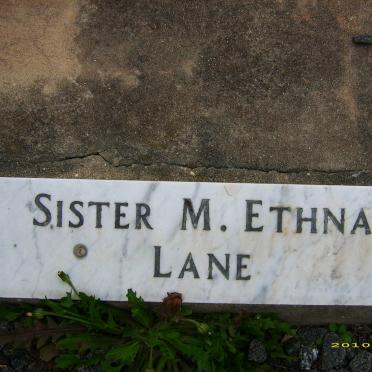 SISTER M. ETHNA
LANE
2010